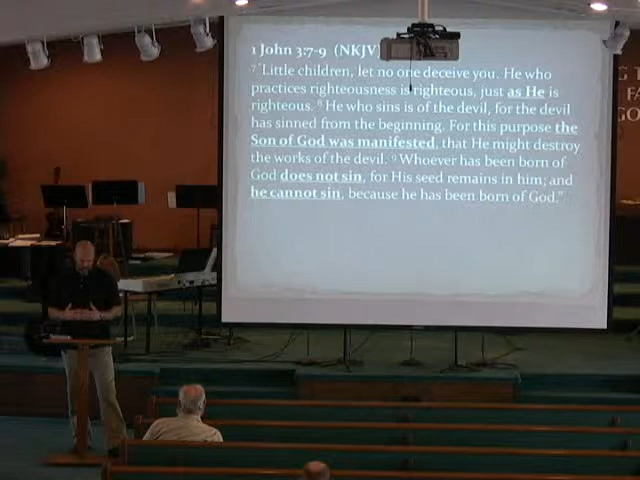 1 John 3:7-9 (NKJV)
7 "Little children, let no one deceive you. He who
practices righteousness is righteous, just as He is
righteous. 8 He who sins is of the devil, for the devil
has sinned from the beginning. For this purpose the
Son of God was manifested, that He might destroy
the works of the devil. 9 Whoever has been born of
God does not sin, for His seed remains in him; and
he cannot sin, because he has been born of God."